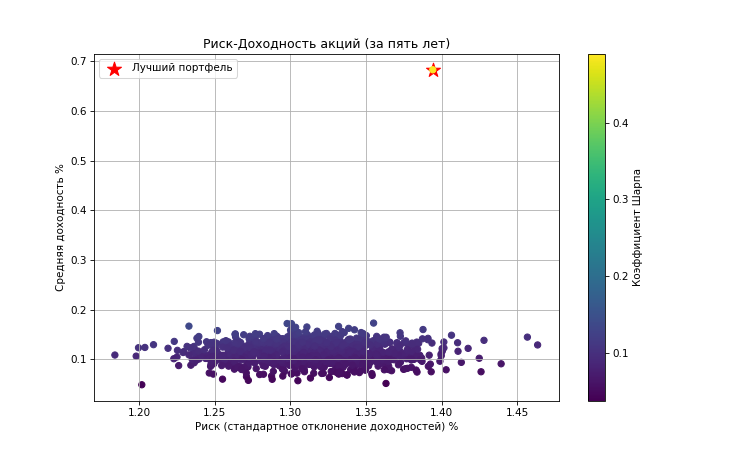 Риск-Доходность акций (за пять лет)
Лучший портфель
Средняя доходность %
0.7
0.6
0.5
0.4
0.3
0.2
0.1
1.20 1.25 1.30 1.35 1.40 1.45
Риск (стандартное отклонение доходностей) %
0.4
0.3
0.2
0.1
Коэффициент Шарпа